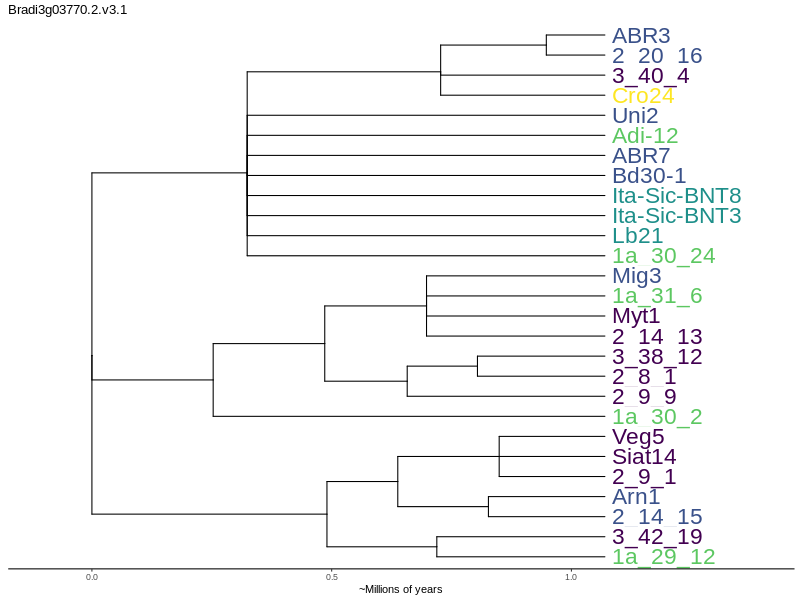 Bradi3g03770.2.v3.1
ABR3
2_20_16
3_40_4
Cro24
Uni2
Adi-12
ABR7
Bd30-1
Ita-Sic-BNT8
Ita-Sic-BNT3
Lb21
1a_30_24
Mig3
1a_31_6
Myt1
2_14_13
3_38_12
2_8_1
2_9_9
1a_30_2
Veg5
Siat14
2_9_1
Arn1
2_14_15
3_42_19
1a_29_12
0.0 0.5 1.0
~Millions of years